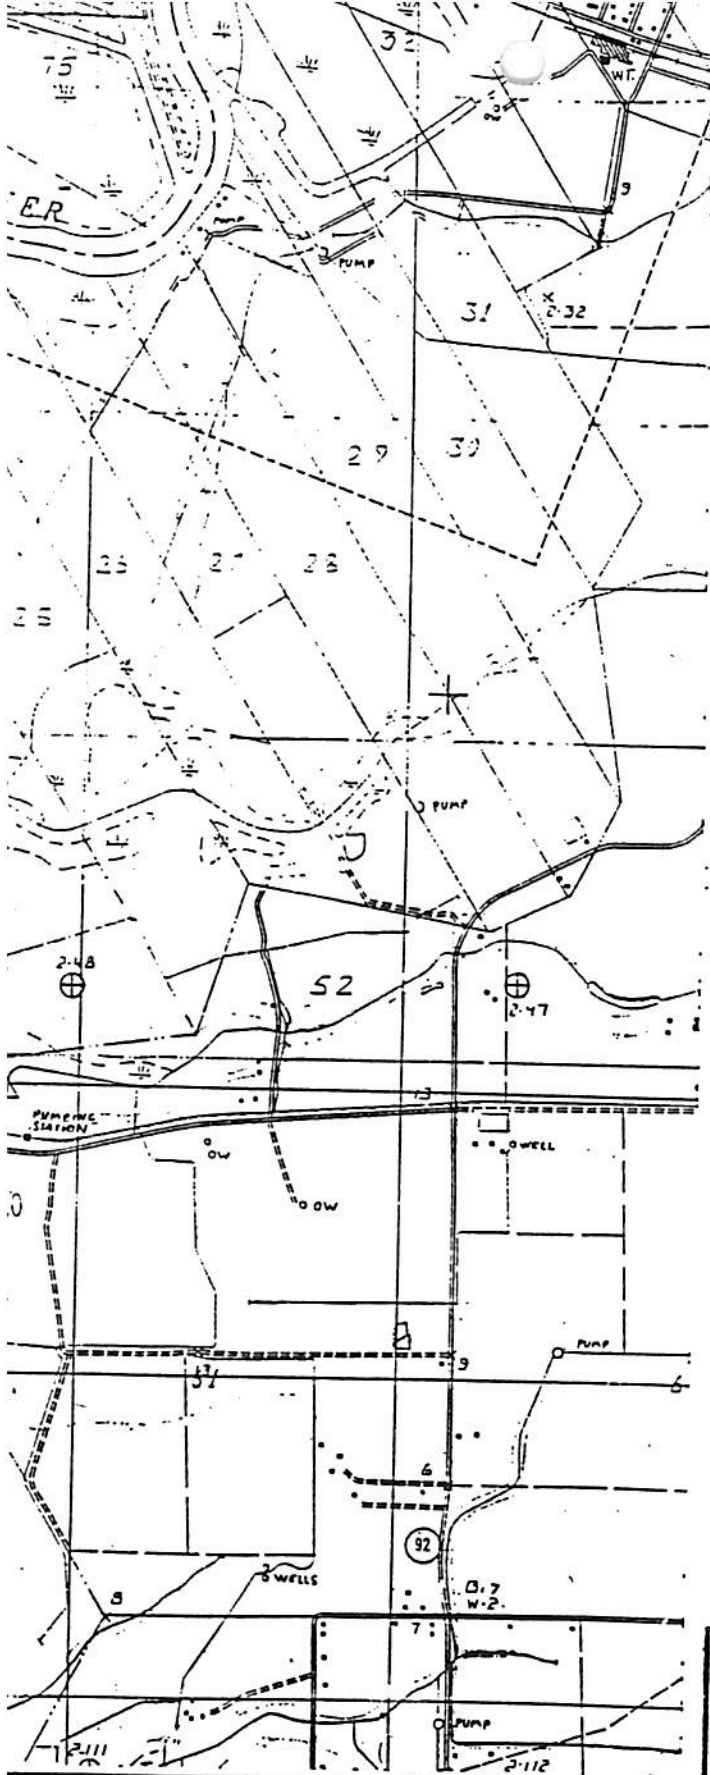 32
75
WT.
OW
9
ER
PUMP
PUMP
31
2-32
29
30
27
28
PUMP
2-48
52
2-47
13
PUMPING
STATION
OW
WELL
OW
PUMP
9
6
6
92
WELLS
B-7
W-2
8
7
PUMP
2-111
2-112